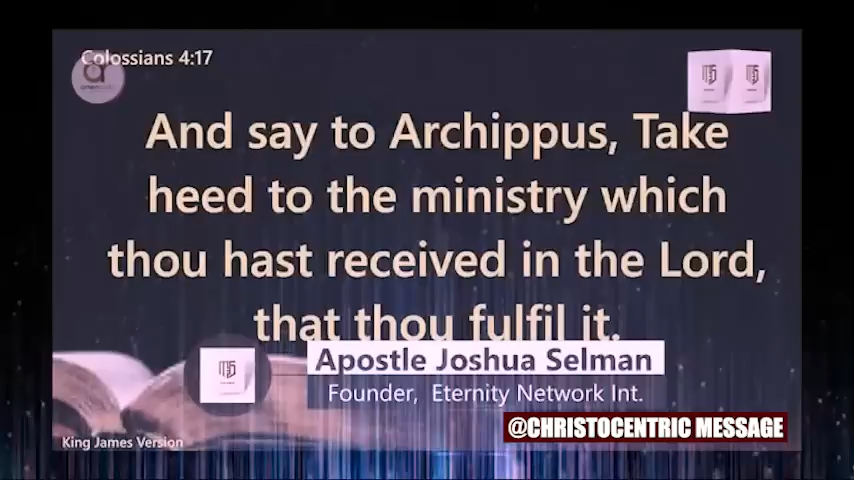 Colossians 4:17
And say to Archippus, Take
heed to the ministry which
thou hast received in the Lord,
that thou fulfil it.
Apostle Joshua Selman
Founder, Eternity Network Int.
@CHRISTOCENTRIC MESSAGE
King James Version